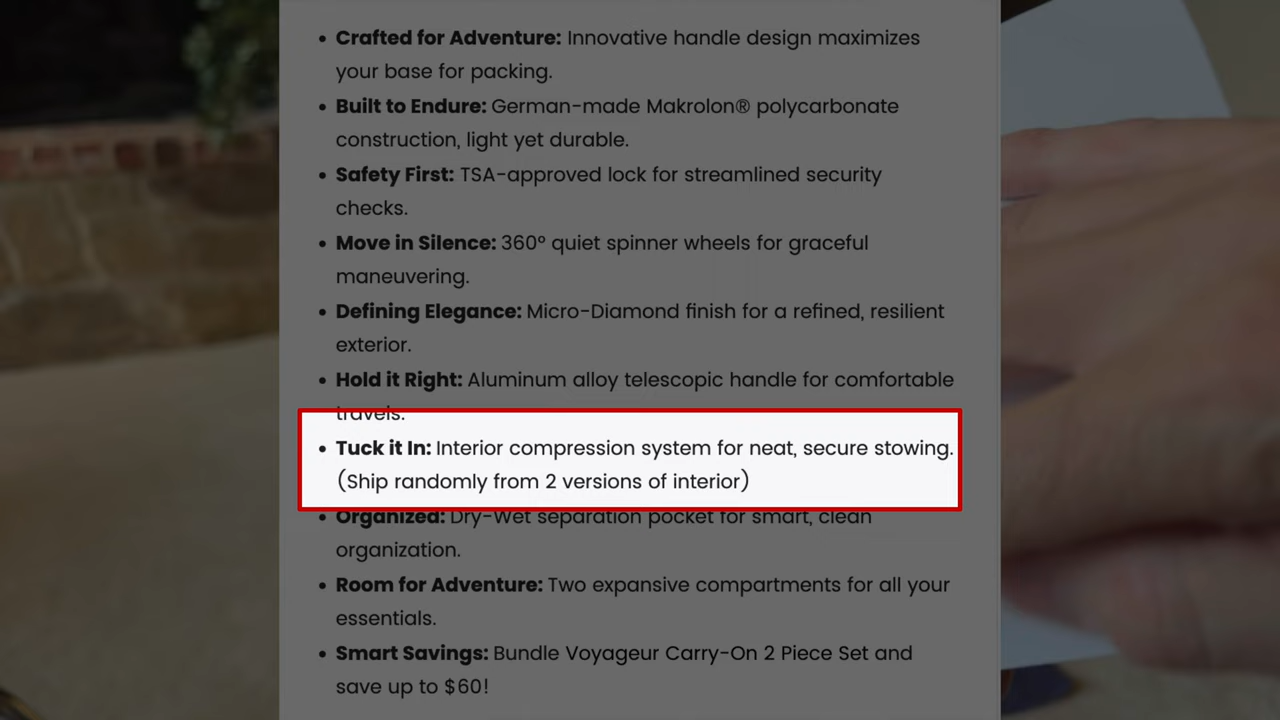 • Crafted for Adventure: Innovative handle design maximizes
your base for packing.
• Built to Endure: German-made Makrolon® polycarbonate
construction, light yet durable.
• Safety First: TSA-approved lock for streamlined security
checks.
• Move in Silence: 360° quiet spinner wheels for graceful
maneuvering.
• Defining Elegance: Micro-Diamond finish for a refined, resilient
exterior.
• Hold it Right: Aluminum alloy telescopic handle for comfortable
travels.
• Tuck it In: Interior compression system for neat, secure stowing.
(Ship randomly from 2 versions of interior)
• Organized: Dry-Wet separation pocket for smart, clean
organization.
• Room for Adventure: Two expansive compartments for all your
essentials.
• Smart Savings: Bundle Voyageur Carry-On 2 Piece Set and
save up to $60!